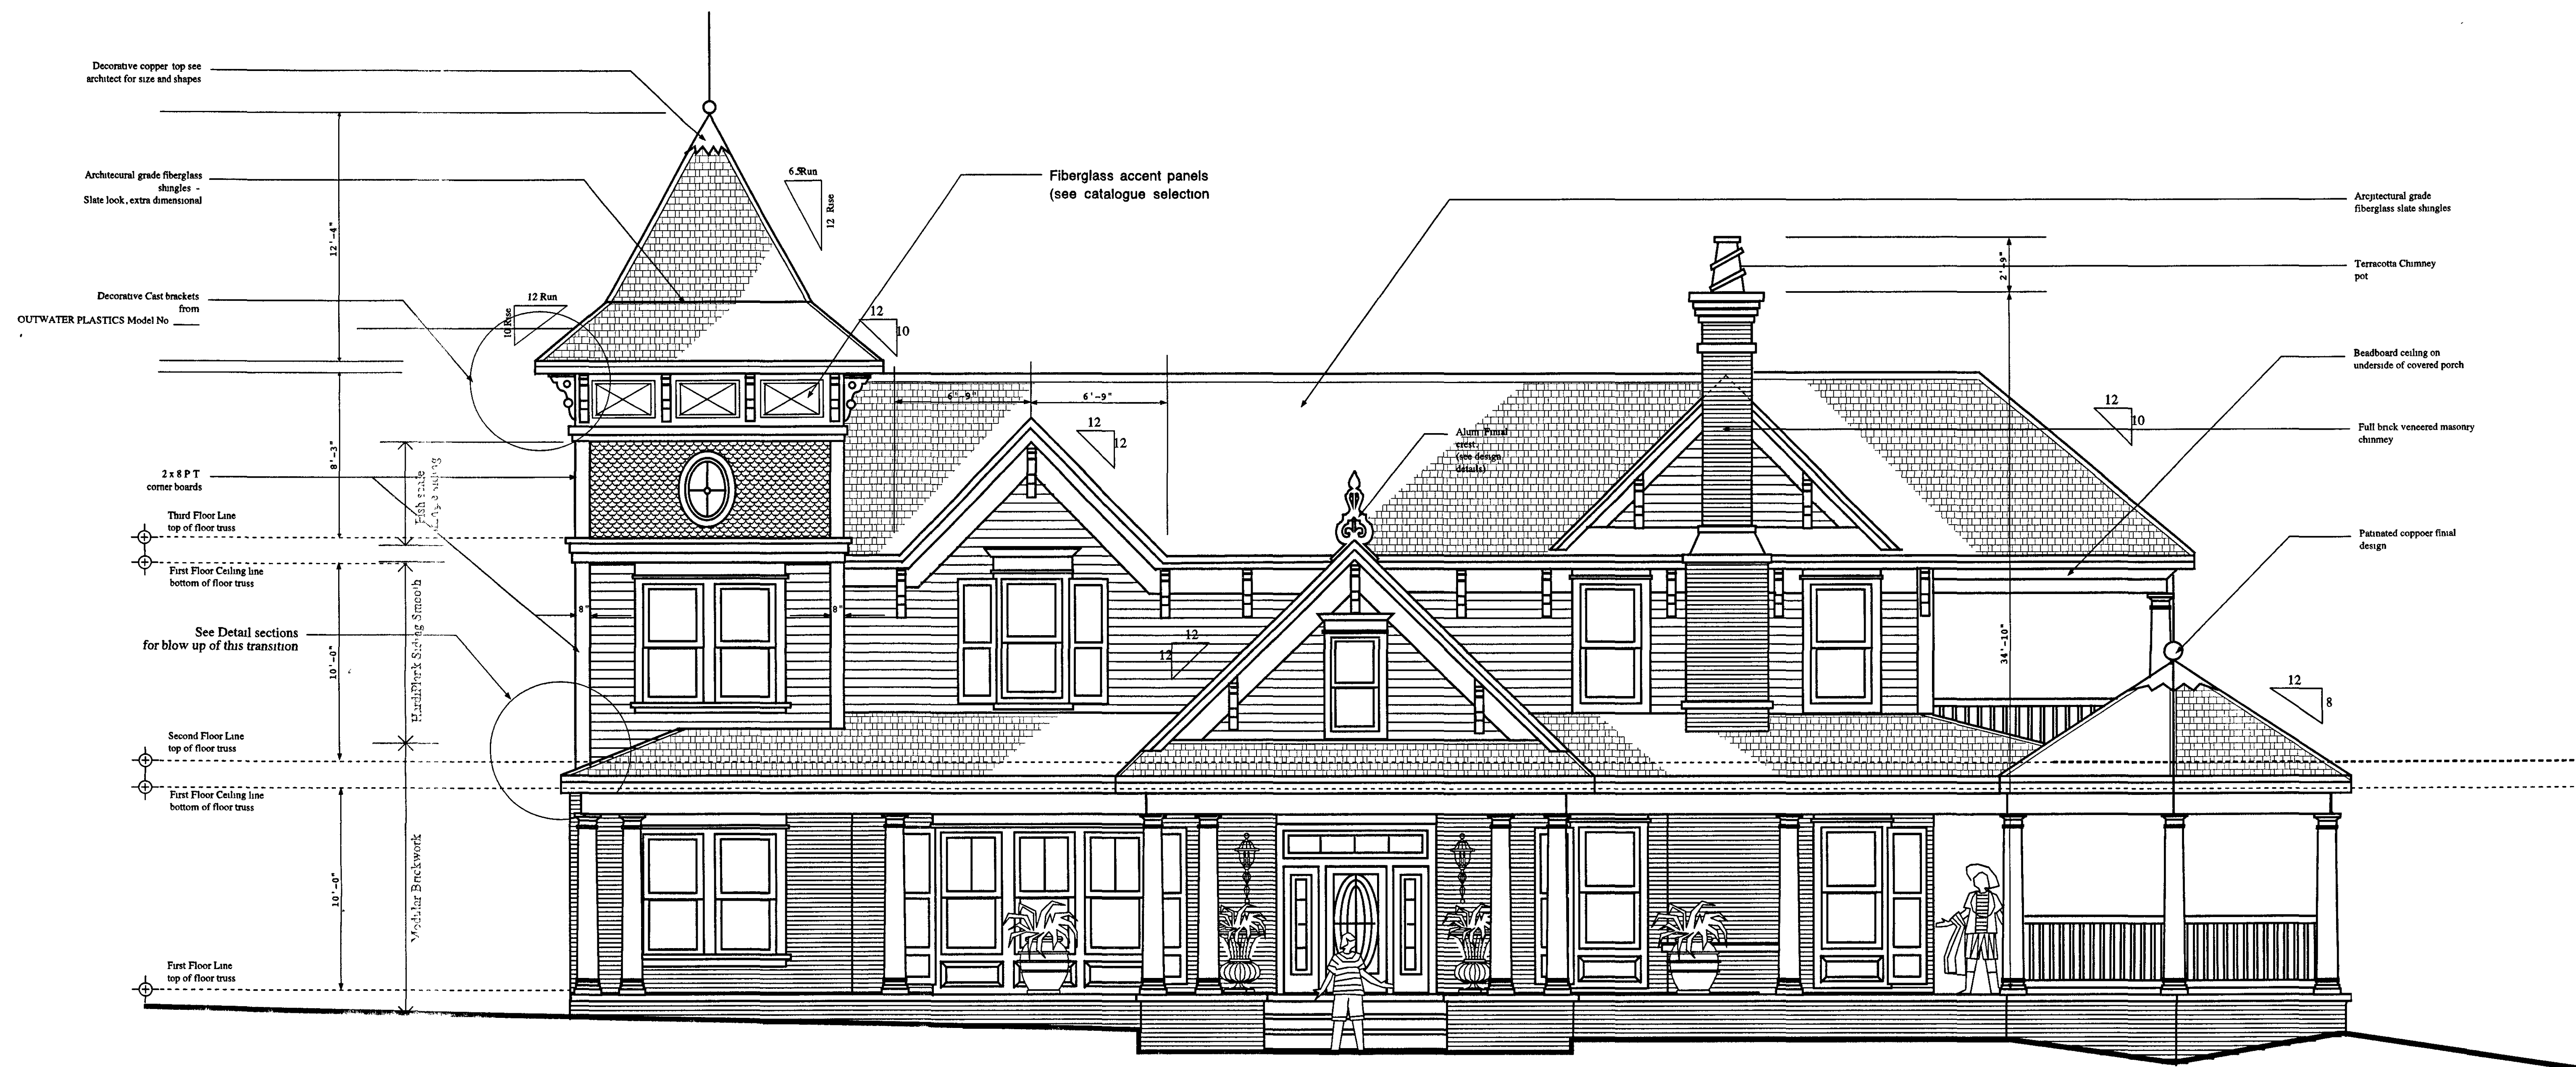 Decorative copper top see
architect for size and shapes
Architecural grade fiberglass
shingles -
Slate look, extra dimensional
Decorative Cast brackets
from
OUTWATER PLASTICS Model No ____
2 x 8 P T
corner boards
Third Floor Line
top of floor truss
First Floor Ceiling line
bottom of floor truss
See Detail sections
for blow up of this transition
Second Floor Line
top of floor truss
First Floor Ceiling line
bottom of floor truss
First Floor Line
top of floor truss
12'-4"
8'-3"
10'-0"
10'-0"
Fish scale
HardiPlank Siding Smooth
Modular Brickwork
12 Run
10 Rise
6.5Run
12 Rise
12
10
8"
8"
Fiberglass accent panels
(see catalogue selection
6'-9"
6'-9"
12
12
12
12
Alum Finial
crest,
(see design
details)
2'-9"
34'-10"
12
10
12
8
Arcjitectural grade
fiberglass slate shingles
Terracotta Chimney
pot
Beadboard ceiling on
underside of covered porch
Full brick veneered masonry
chinmey
Patinated coppoer finial
design